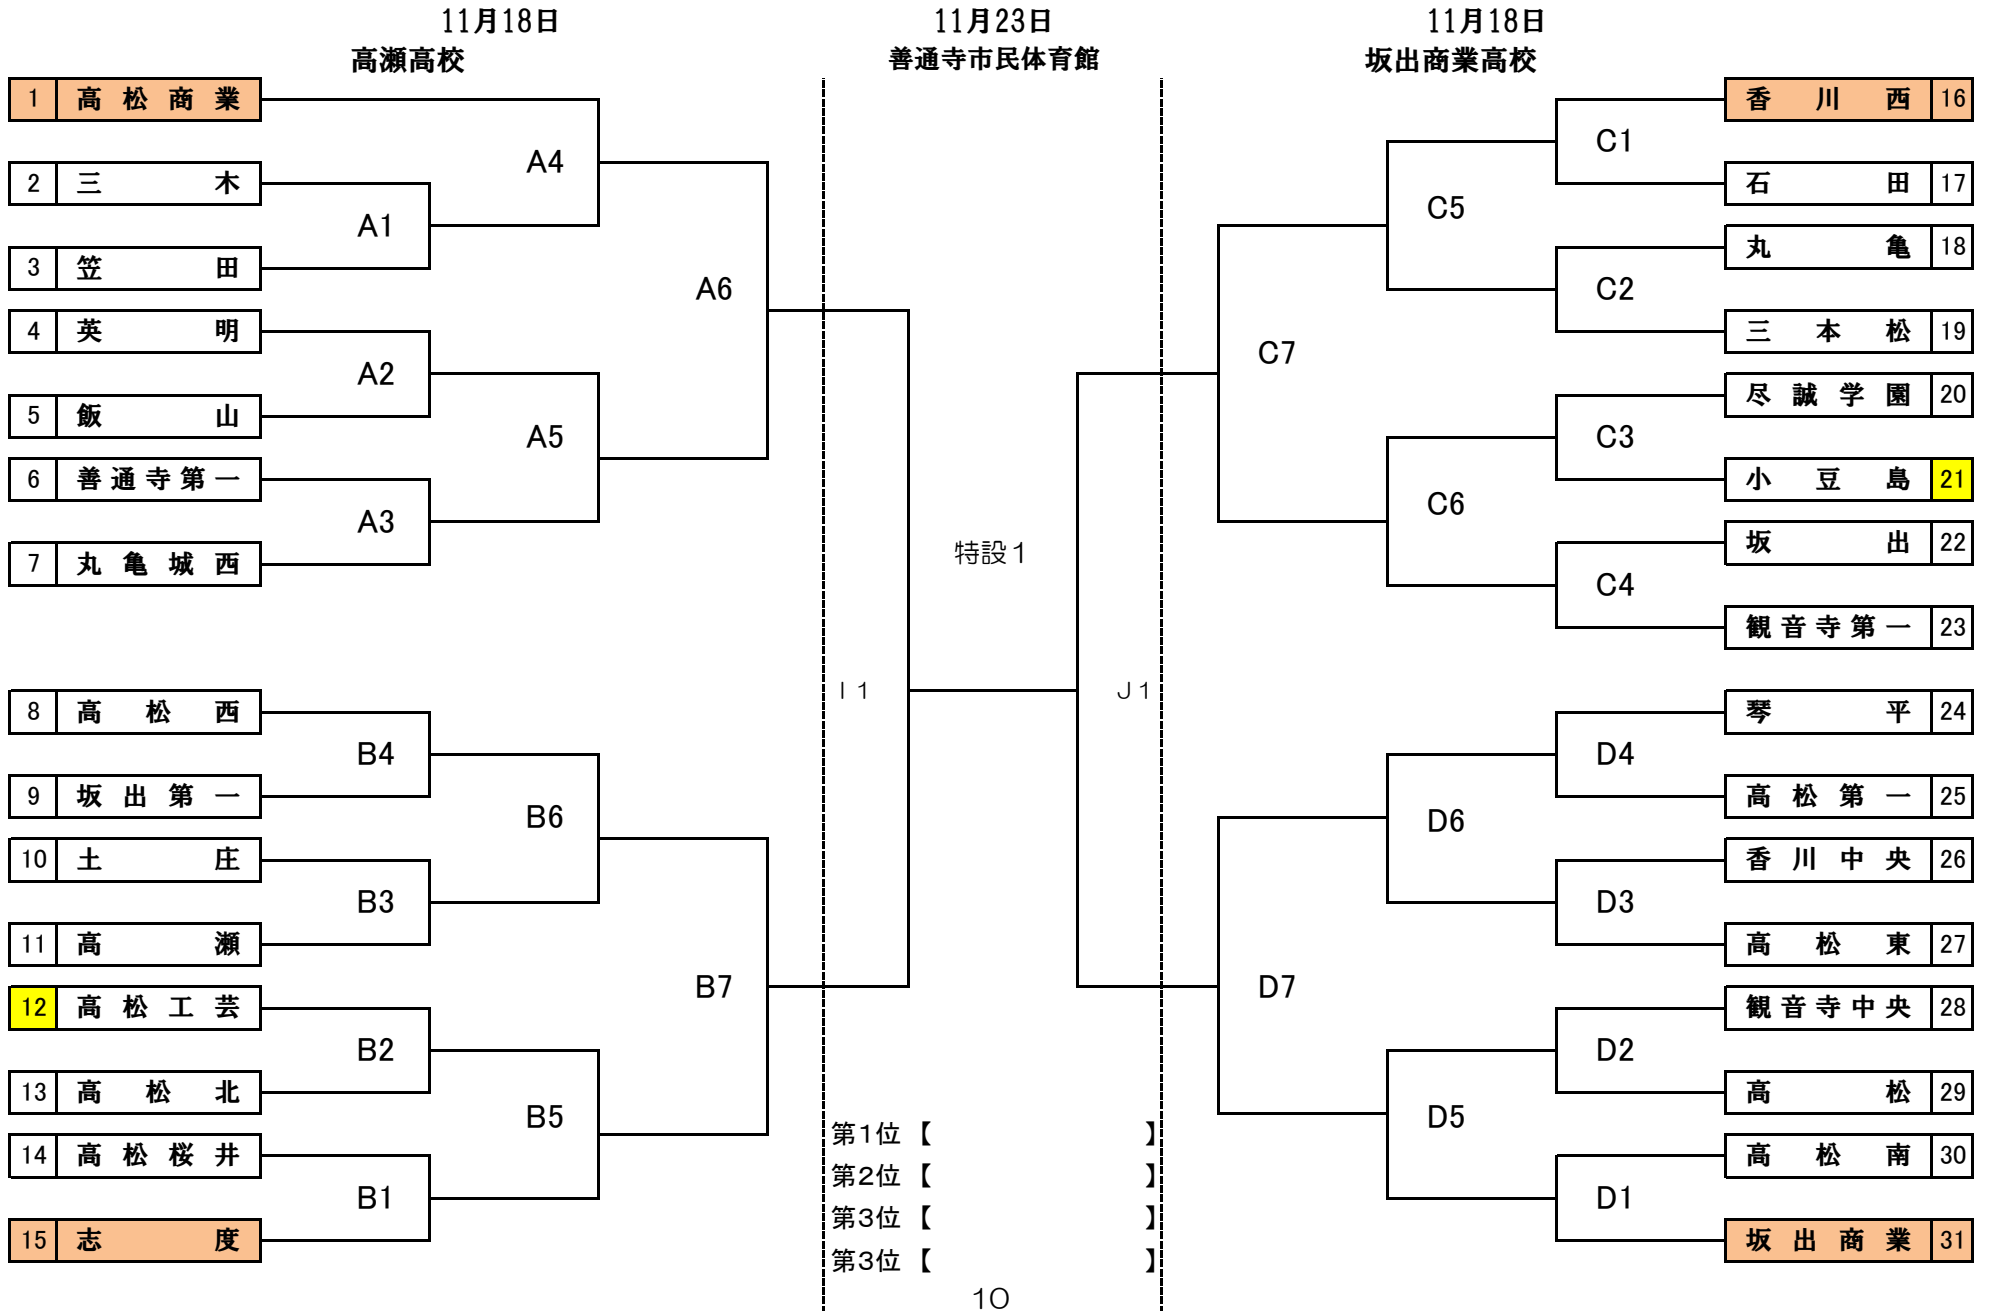 11月18日
高瀬高校
11月23日
善通寺市民体育館
11月18日
坂出商業高校
1 高松商業
2 三木
3 笠田
4 英明
5 飯山
6 善通寺第一
7 丸亀城西
8 高松西
9 坂出第一
10 土庄
11 高瀬
12 高松工芸
13 高松北
14 高松桜井
15 志度
A4
A1
A6
A2
A5
A3
B4
B6
B3
B7
B2
B5
B1
特設1
I1
J1
第1位【 】
第2位【 】
第3位【 】
第3位【 】
10
C1
C5
C2
C7
C3
C6
C4
D4
D6
D3
D7
D2
D5
D1
香川西 16
石田 17
丸亀 18
三本松 19
尽誠学園 20
小豆島 21
坂出 22
観音寺第一 23
琴平 24
高松第一 25
香川中央 26
高松東 27
観音寺中央 28
高松 29
高松南 30
坂出商業 31